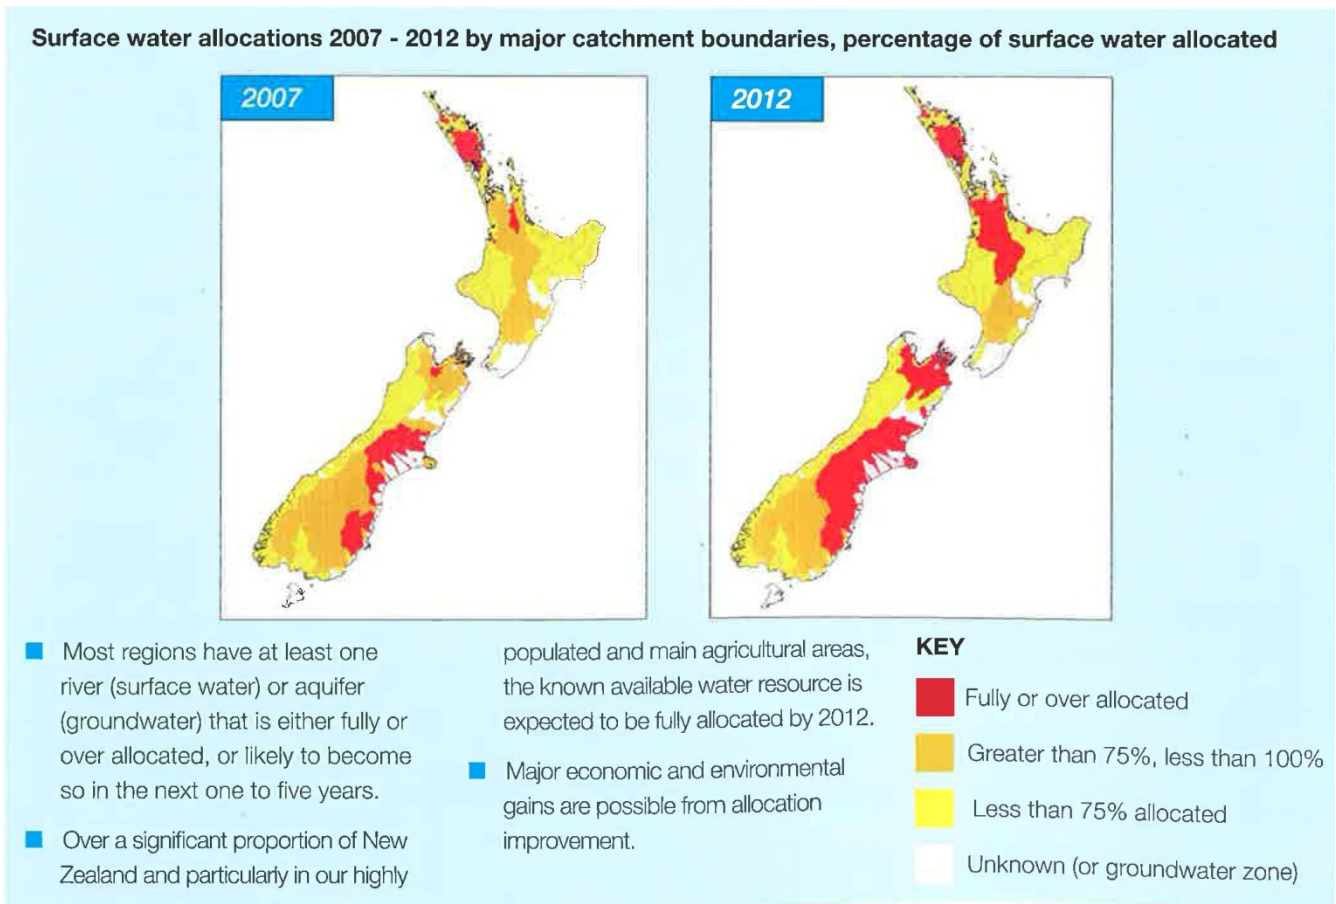 Surface water allocations 2007 - 2012 by major catchment boundaries, percentage of surface water allocated
2007
2012
Most regions have at least one
river (surface water) or aquifer
(groundwater) that is either fully or
over allocated, or likely to become
so in the next one to five years.
Over a significant proportion of New
Zealand and particularly in our highly
populated and main agricultural areas,
the known available water resource is
expected to be fully allocated by 2012.
Major economic and environmental
gains are possible from allocation
improvement.
KEY
Fully or over allocated
Greater than 75%, less than 100%
Less than 75% allocated
Unknown (or groundwater zone)